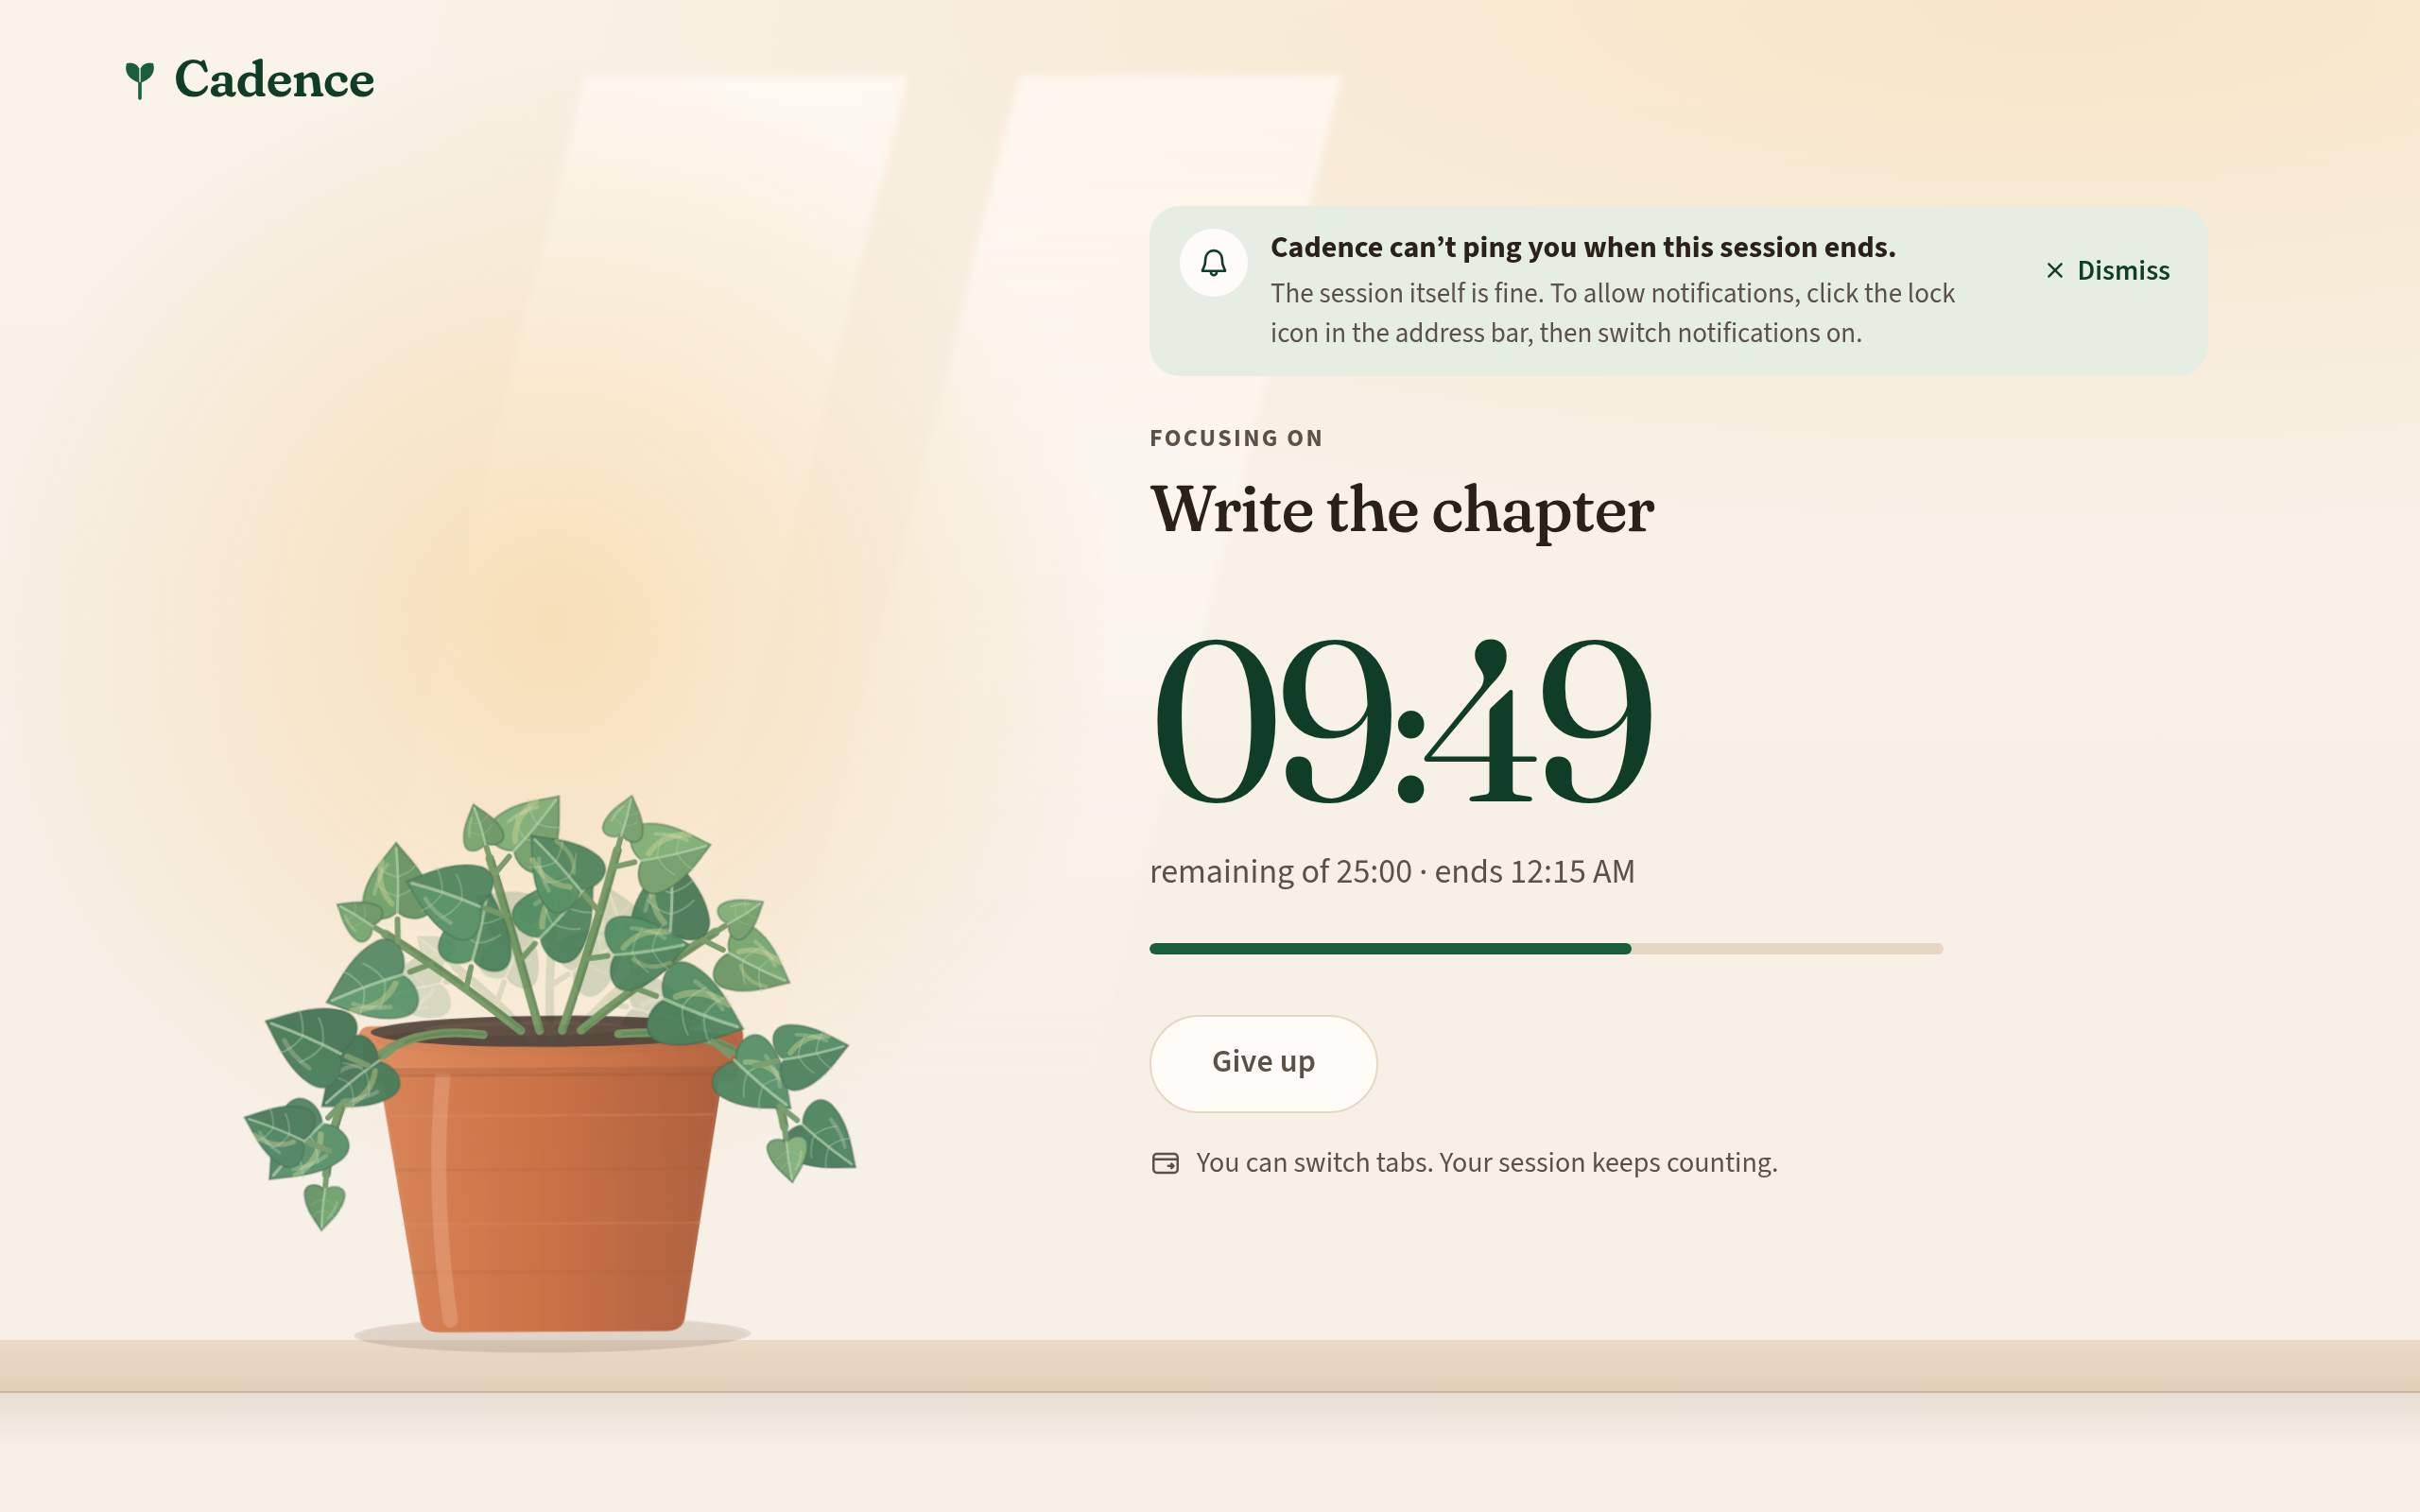 Cadence
Cadence can’t ping you when this session ends.
The session itself is fine. To allow notifications, click the lock
icon in the address bar, then switch notifications on.
Dismiss
FOCUSING ON
Write the chapter
09:49
remaining of 25:00 · ends 12:15 AM
Give up
You can switch tabs. Your session keeps counting.